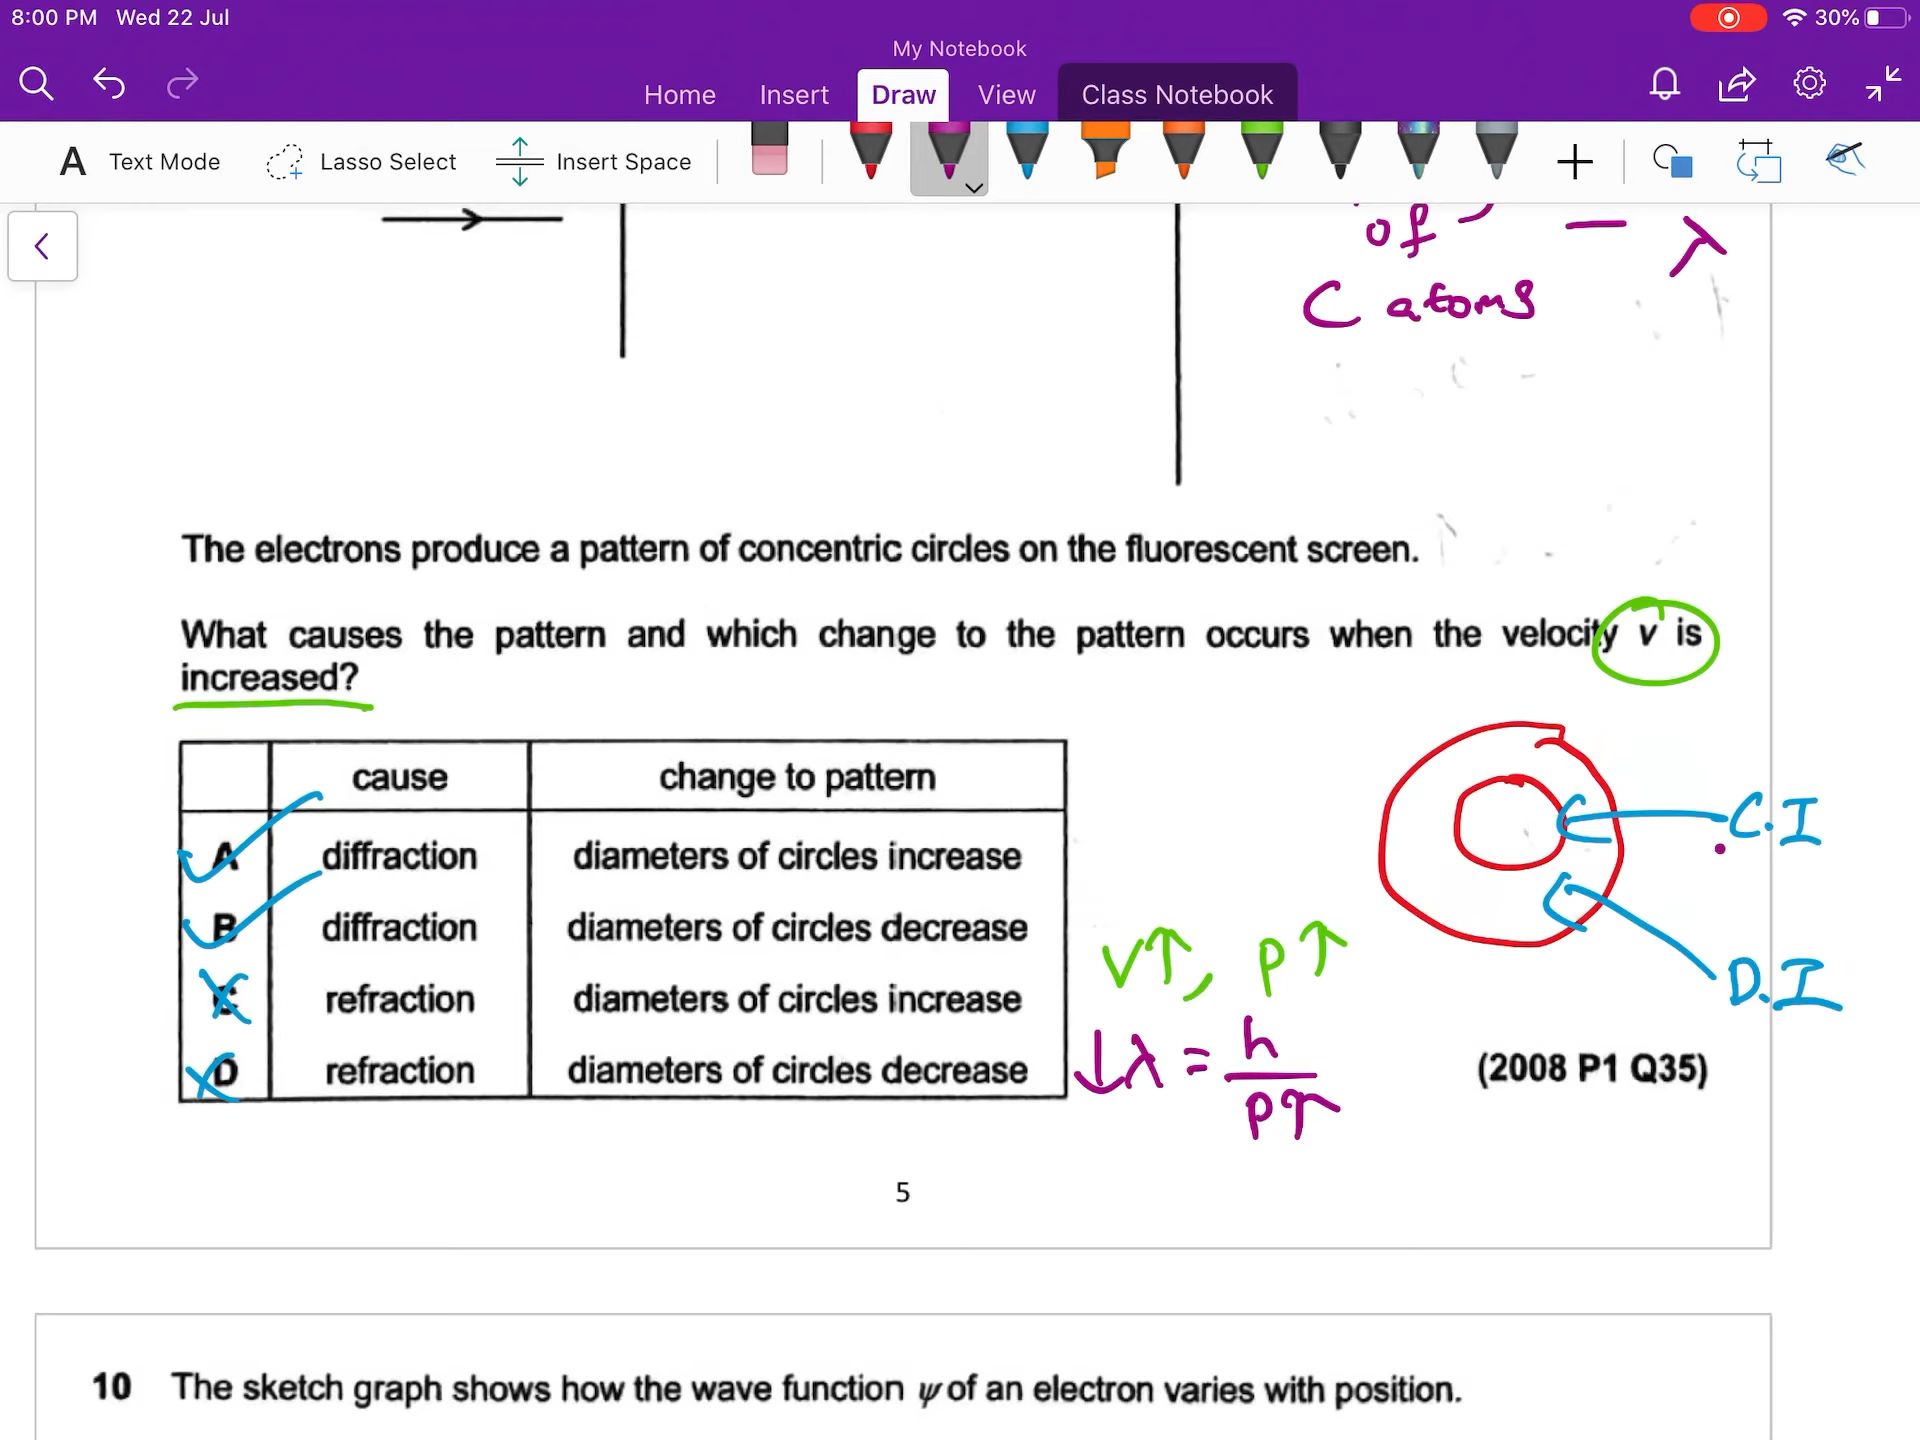 8:00 PM Wed 22 Jul
30%
My Notebook
Home Insert Draw View Class Notebook
A Text Mode Lasso Select Insert Space
of — λ
C atoms
The electrons produce a pattern of concentric circles on the fluorescent screen.
What causes the pattern and which change to the pattern occurs when the velocity v is
increased?
cause change to pattern
A diffraction diameters of circles increase
B diffraction diameters of circles decrease
C refraction diameters of circles increase
D refraction diameters of circles decrease
C.I
D.I
v↑, p↑
↓λ = h / p↑
(2008 P1 Q35)
5
10 The sketch graph shows how the wave function ψ of an electron varies with position.